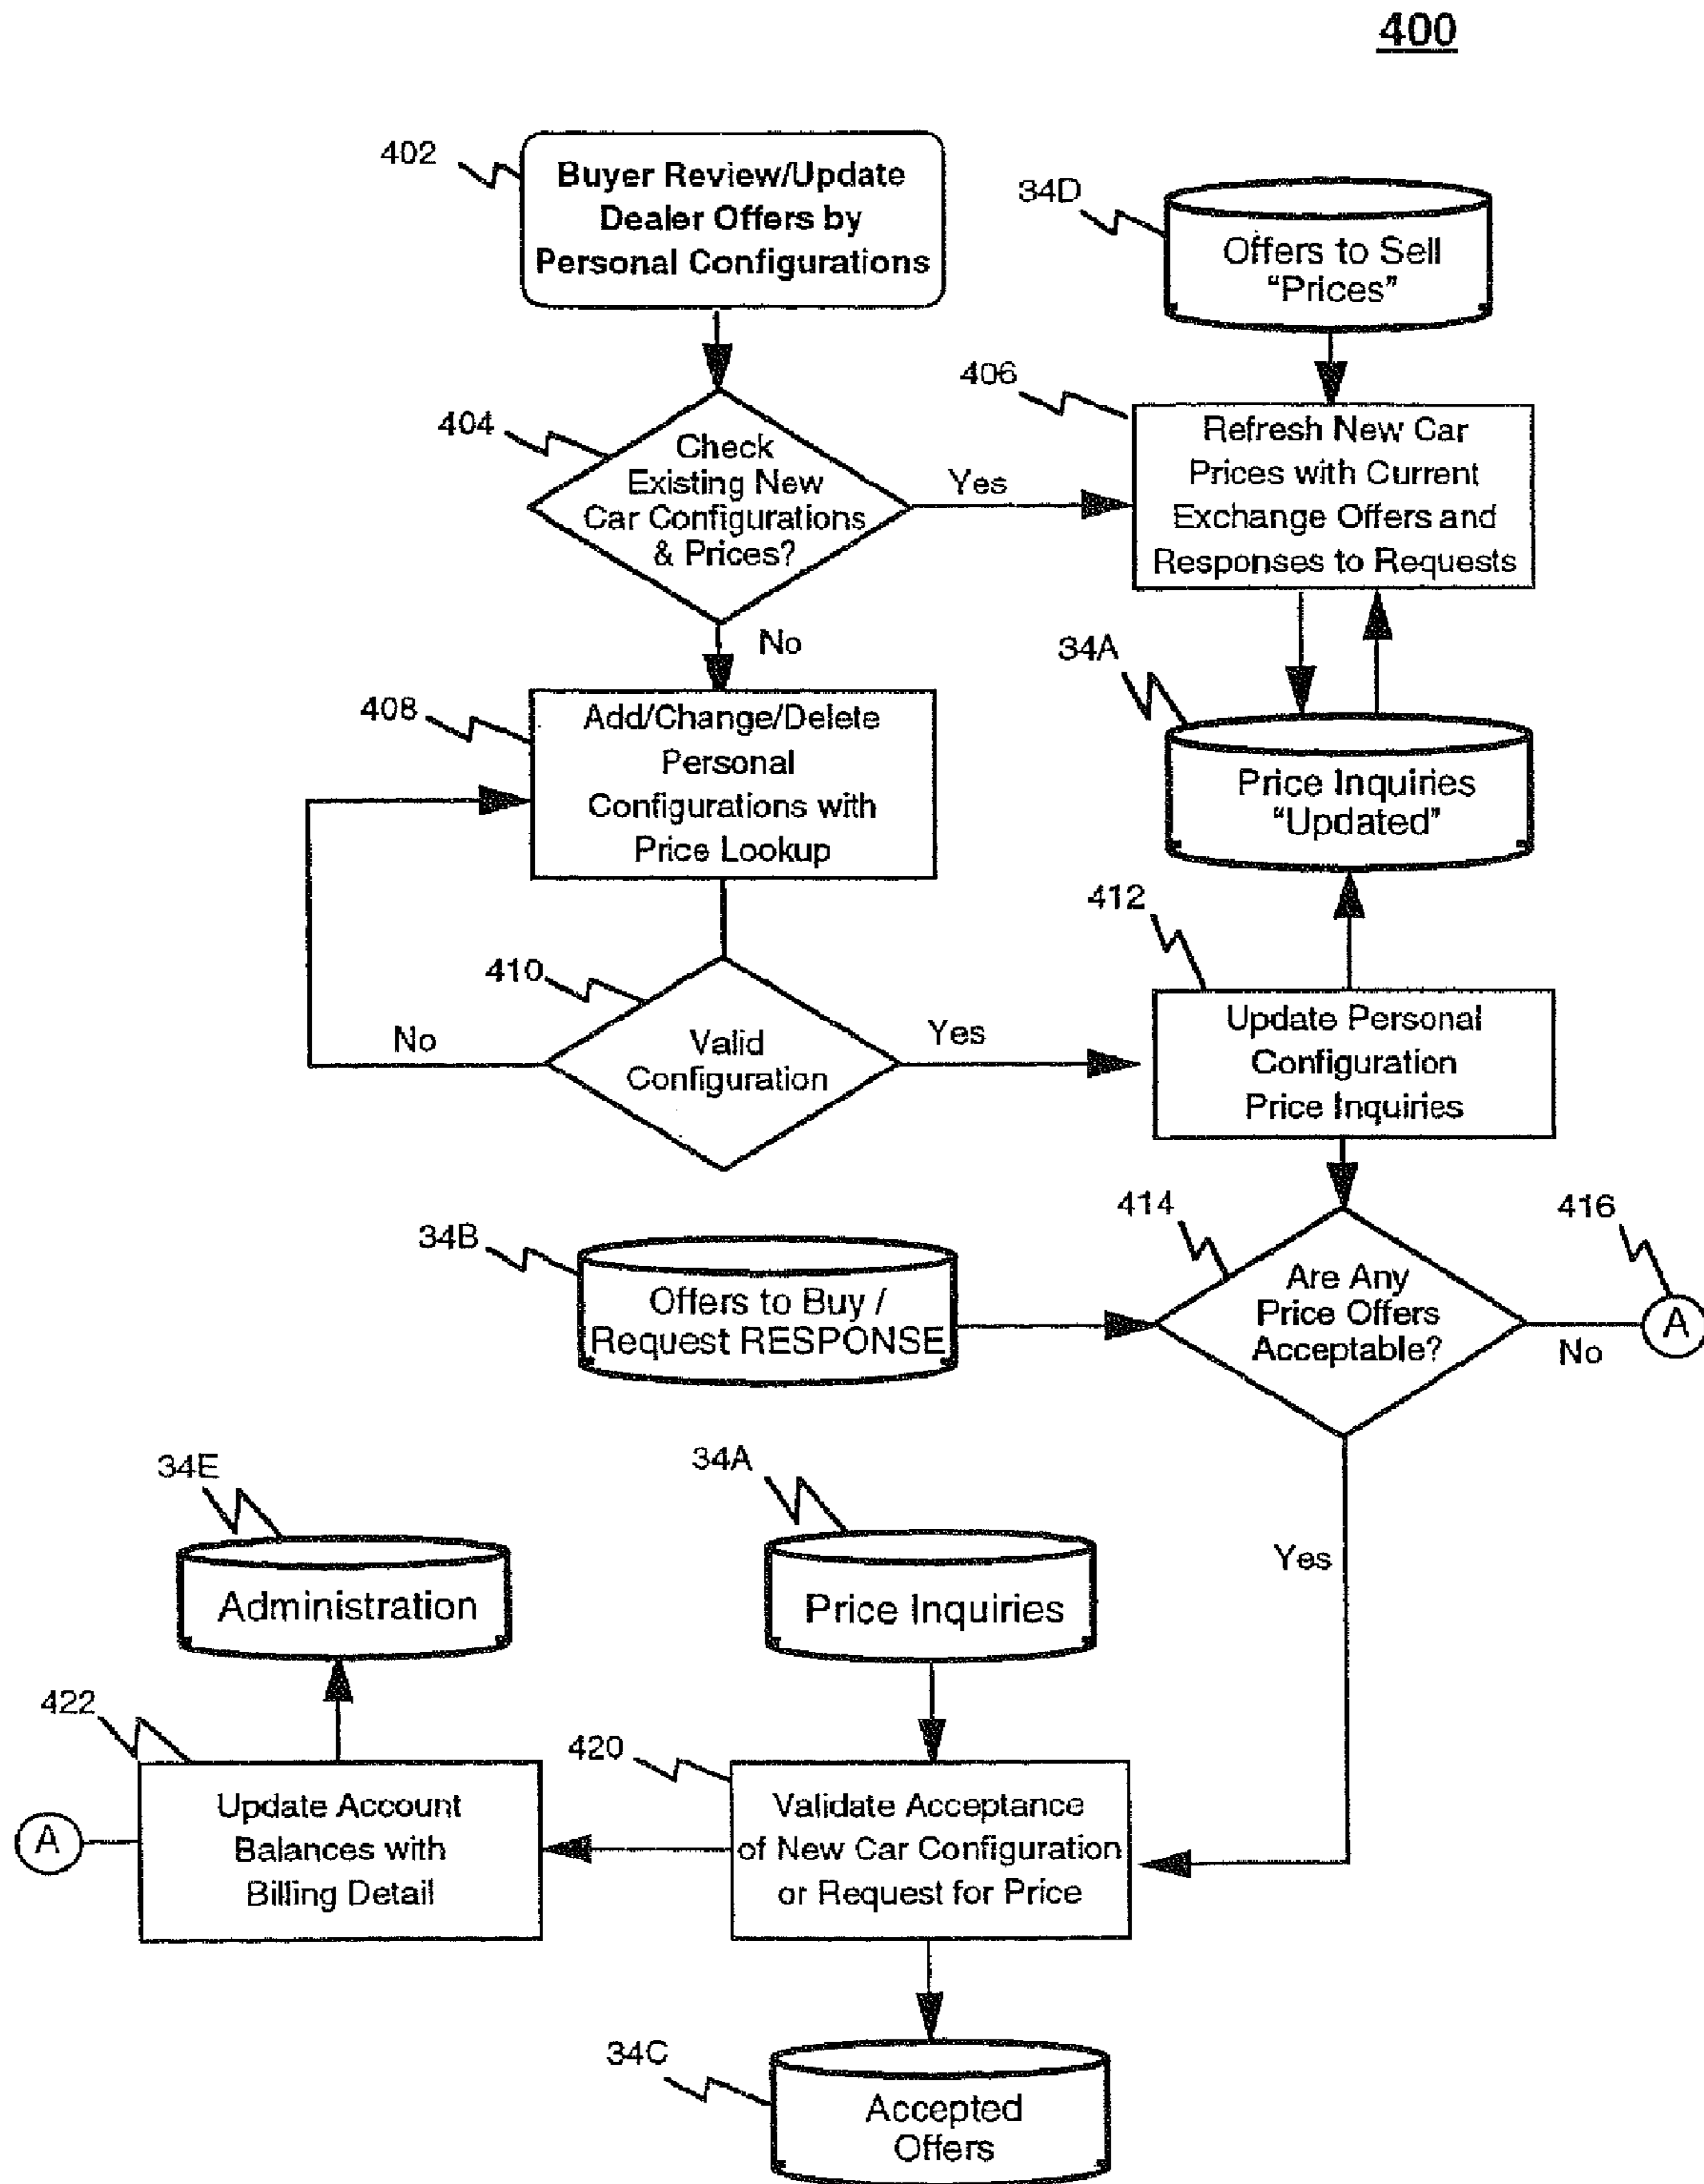 400
402
Buyer Review/Update
Dealer Offers by
Personal Configurations
34D
Offers to Sell
“Prices”
404
Check
Existing New
Car Configurations
& Prices?
Yes
No
406
Refresh New Car
Prices with Current
Exchange Offers and
Responses to Requests
34A
Price Inquiries
“Updated”
408
Add/Change/Delete
Personal
Configurations with
Price Lookup
410
Valid
Configuration
No
Yes
412
Update Personal
Configuration
Price Inquiries
34B
Offers to Buy /
Request RESPONSE
414
Are Any
Price Offers
Acceptable?
No
416
A
Yes
34E
Administration
34A
Price Inquiries
422
Update Account
Balances with
Billing Detail
A
420
Validate Acceptance
of New Car Configuration
or Request for Price
34C
Accepted
Offers